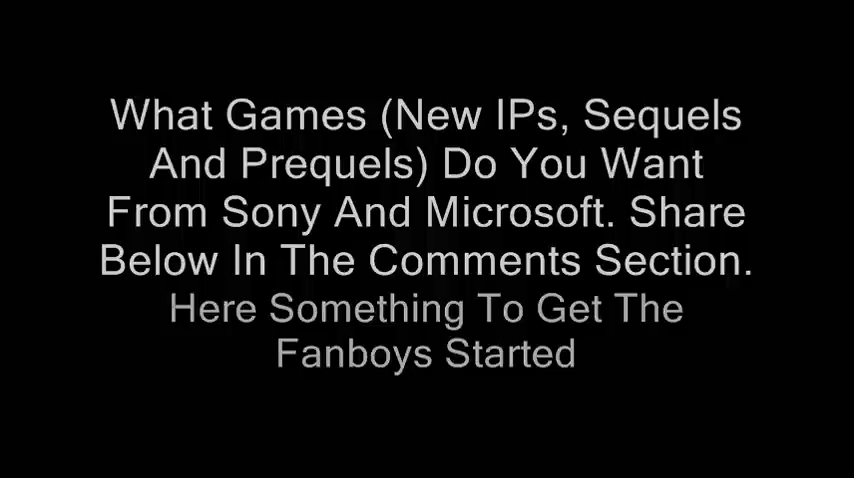 What Games (New IPs, Sequels
And Prequels) Do You Want
From Sony And Microsoft. Share
Below In The Comments Section.
Here Something To Get The
Fanboys Started